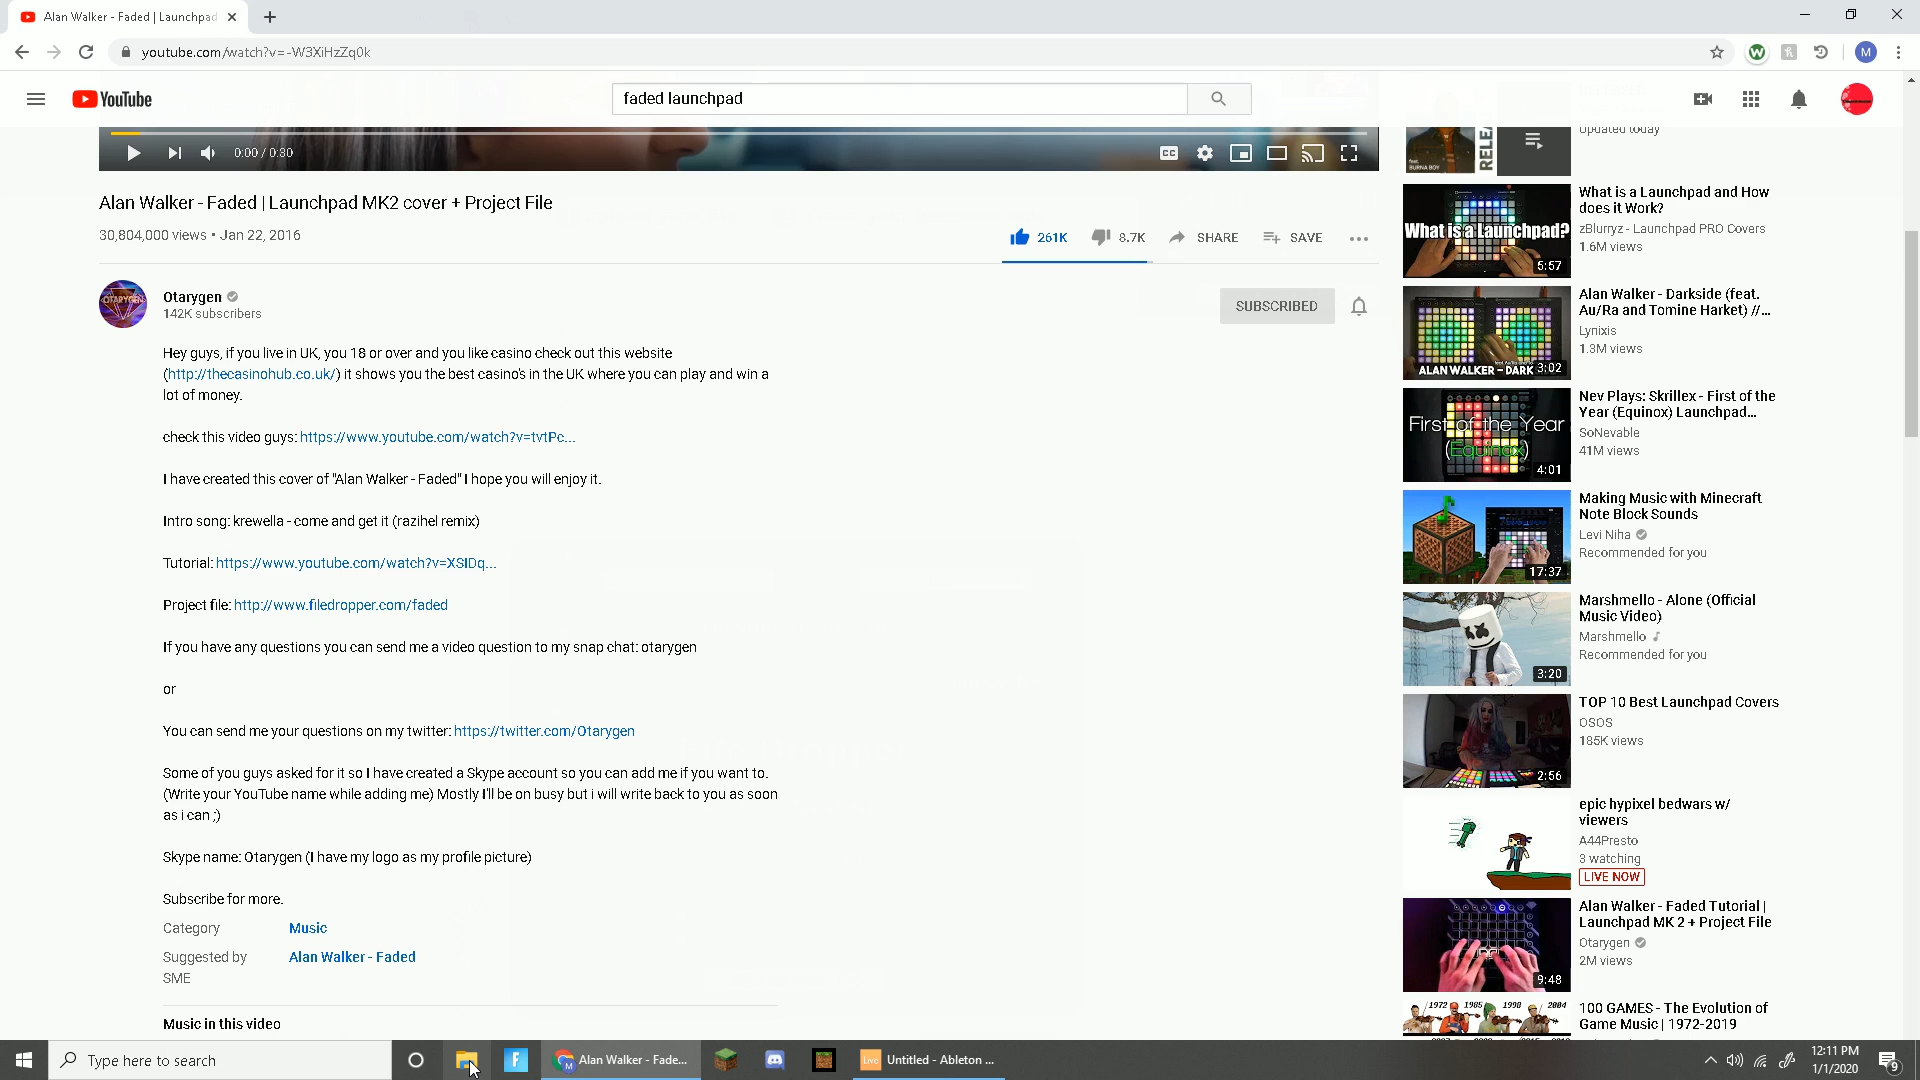 Alan Walker - Faded | Launchpad
youtube.com/watch?v=-W3XiHzZq0k
M
YouTube
faded launchpad
0:00 / 0:30
CC
Alan Walker - Faded | Launchpad MK2 cover + Project File
30,804,000 views • Jan 22, 2016
261K
8.7K
SHARE
SAVE
OTARYGEN
Otarygen
142K subscribers
SUBSCRIBED
Hey guys, if you live in UK, you 18 or over and you like casino check out this website
(http://thecasinohub.co.uk/) it shows you the best casino's in the UK where you can play and win a
lot of money.
check this video guys: https://www.youtube.com/watch?v=tvtPc...
I have created this cover of "Alan Walker - Faded" I hope you will enjoy it.
Intro song: krewella - come and get it (razihel remix)
Tutorial: https://www.youtube.com/watch?v=XSIDq...
Project file: http://www.filedropper.com/faded
If you have any questions you can send me a video question to my snap chat: otarygen
or
You can send me your questions on my twitter: https://twitter.com/Otarygen
Some of you guys asked for it so I have created a Skype account so you can add me if you want to.
(Write your YouTube name while adding me) Mostly I'll be on busy but i will write back to you as soon
as i can ;)
Skype name: Otarygen (I have my logo as my profile picture)
Subscribe for more.
Category Music
Suggested by Alan Walker - Faded
SME
Music in this video
feat.
BURNA BOY
RELEA
Updated today
What is a Launchpad?
5:57
What is a Launchpad and How
does it Work?
zBlurryz - Launchpad PRO Covers
1.6M views
ALAN WALKER - DARK
3:02
Alan Walker - Darkside (feat.
Au/Ra and Tomine Harket) //...
Lynixis
1.3M views
First of the Year
(Equinox)
4:01
Nev Plays: Skrillex - First of the
Year (Equinox) Launchpad...
SoNevable
41M views
17:37
Making Music with Minecraft
Note Block Sounds
Levi Niha
Recommended for you
3:20
Marshmello - Alone (Official
Music Video)
Marshmello
Recommended for you
2:56
TOP 10 Best Launchpad Covers
OSOS
185K views
epic hypixel bedwars w/
viewers
A44Presto
3 watching
LIVE NOW
9:48
Alan Walker - Faded Tutorial |
Launchpad MK 2 + Project File
Otarygen
2M views
1972 1985 1998 2004
100 GAMES - The Evolution of
Game Music | 1972-2019
Type here to search
F
M
Alan Walker - Fade...
Live
Untitled - Ableton ...
12:11 PM
1/1/2020
9